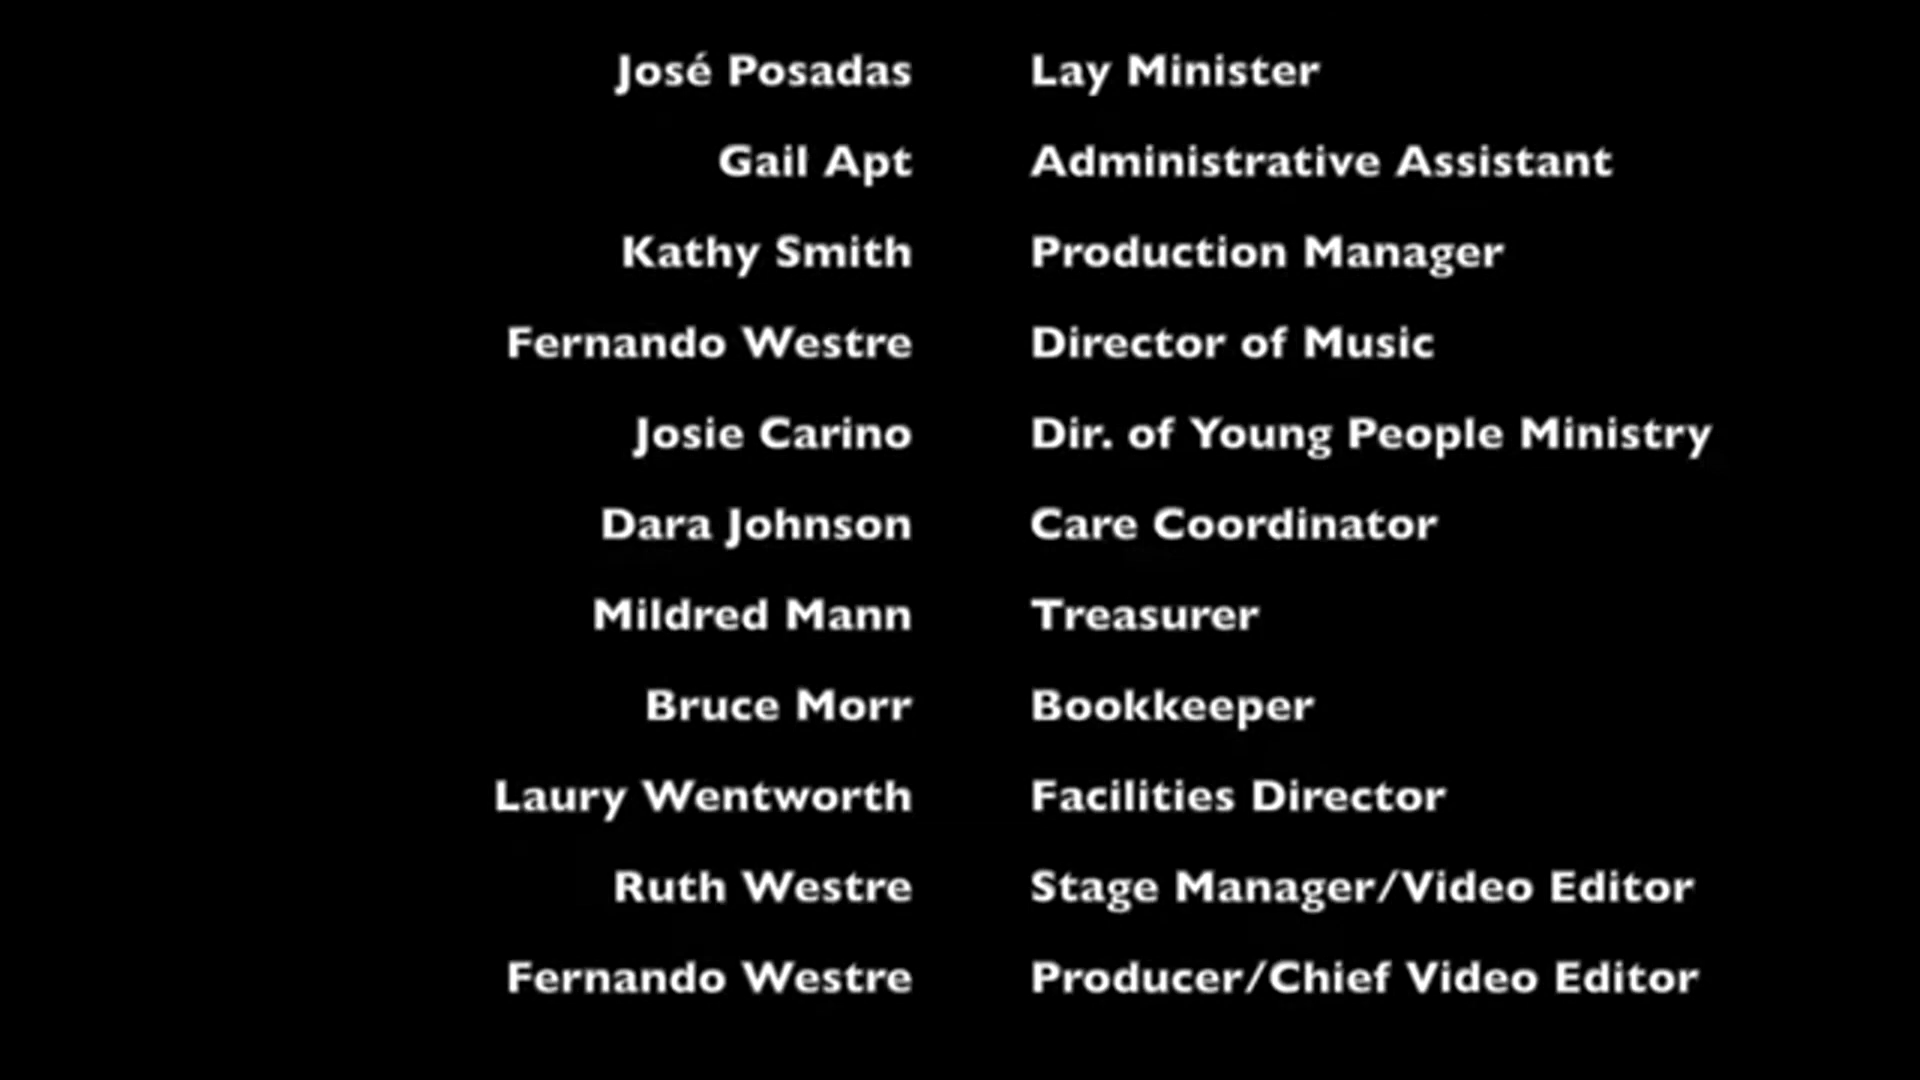 José Posadas Lay Minister
Gail Apt Administrative Assistant
Kathy Smith Production Manager
Fernando Westre Director of Music
Josie Carino Dir. of Young People Ministry
Dara Johnson Care Coordinator
Mildred Mann Treasurer
Bruce Morr Bookkeeper
Laury Wentworth Facilities Director
Ruth Westre Stage Manager/Video Editor
Fernando Westre Producer/Chief Video Editor